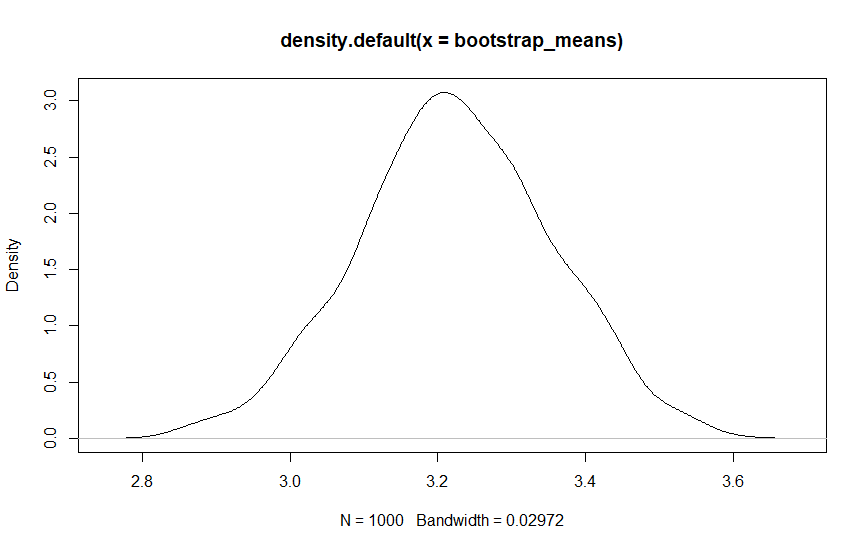 density.default(x = bootstrap_means)
Density
3.0
2.5
2.0
1.5
1.0
0.5
0.0
2.8 3.0 3.2 3.4 3.6
N = 1000 Bandwidth = 0.02972